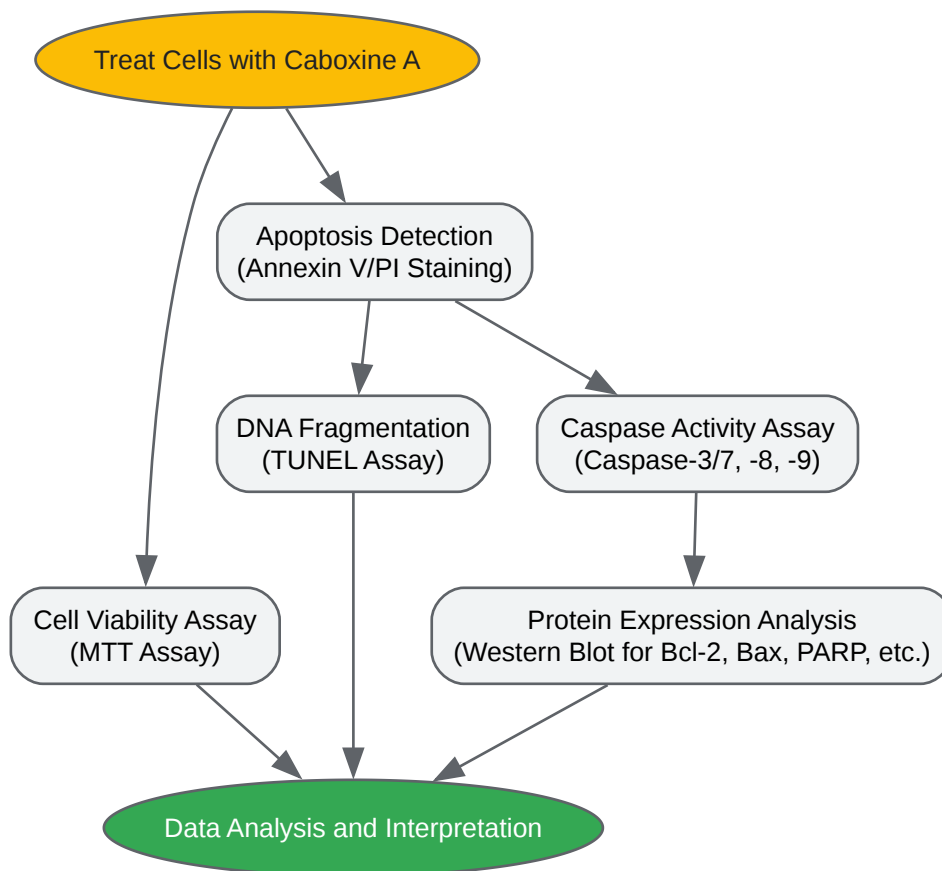 Treat Cells with Caboxine A
Apoptosis Detection
(Annexin V/PI Staining)
DNA Fragmentation
(TUNEL Assay)
Caspase Activity Assay
(Caspase-3/7, -8, -9)
Cell Viability Assay
(MTT Assay)
Protein Expression Analysis
(Western Blot for Bcl-2, Bax, PARP, etc.)
Data Analysis and Interpretation